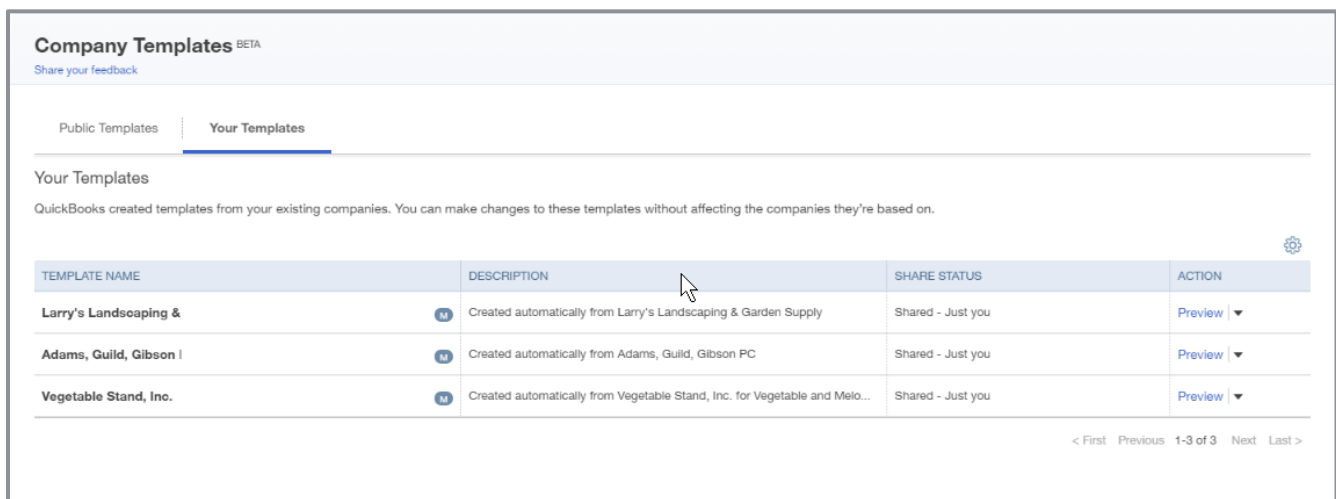 Company Templates BETA
Share your feedback
Public Templates Your Templates
Your Templates
QuickBooks created templates from your existing companies. You can make changes to these templates without affecting the companies they're based on.
TEMPLATE NAME DESCRIPTION SHARE STATUS ACTION
Larry's Landscaping & M Created automatically from Larry's Landscaping & Garden Supply Shared - Just you Preview
Adams, Guild, Gibson M Created automatically from Adams, Guild, Gibson PC Shared - Just you Preview
Vegetable Stand, Inc. M Created automatically from Vegetable Stand, Inc. for Vegetable and Melo... Shared - Just you Preview
< First Previous 1-3 of 3 Next Last >